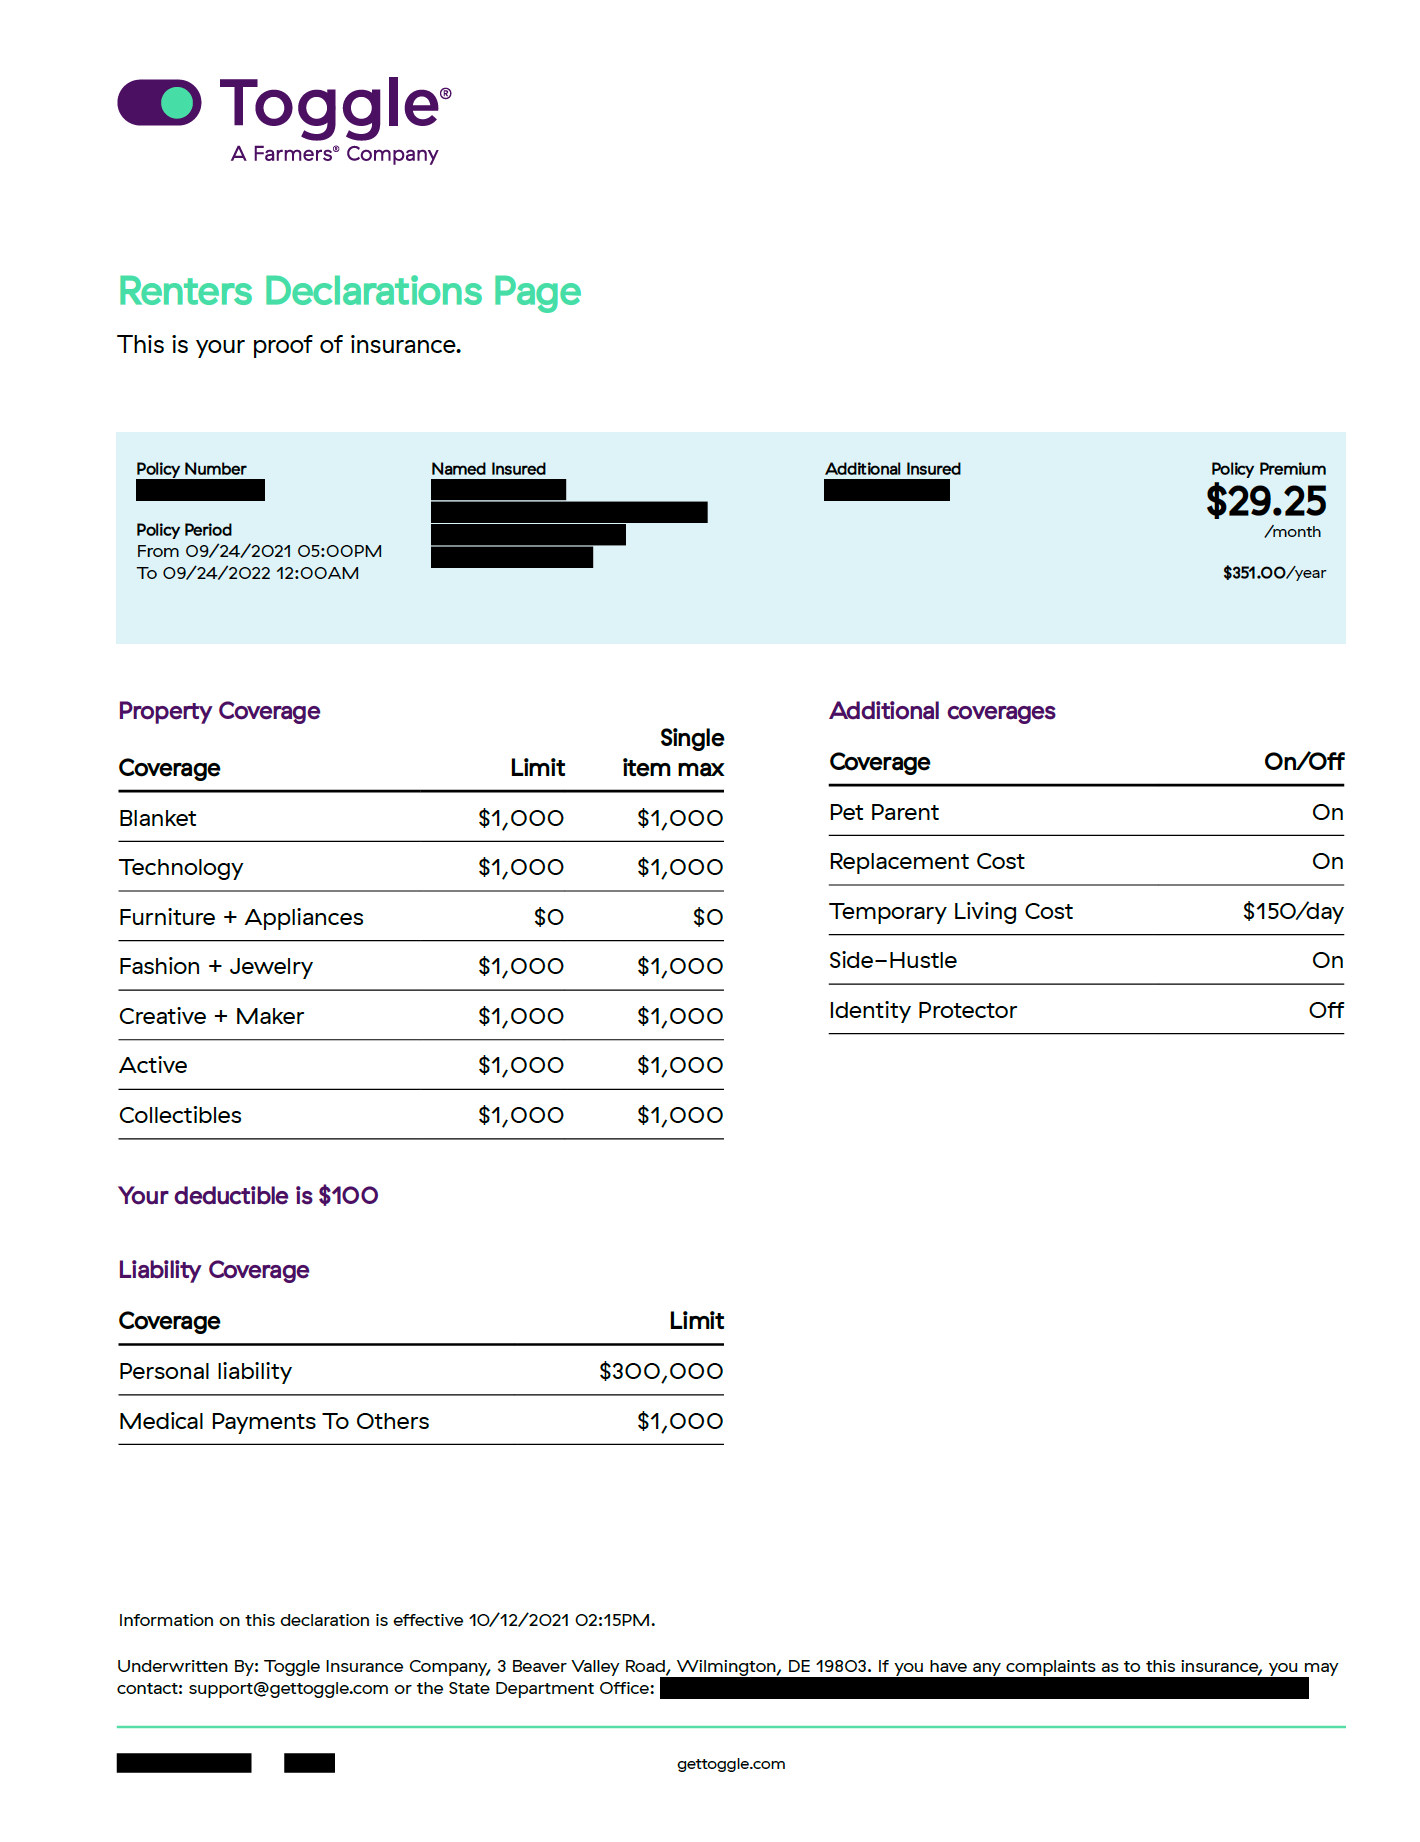 Toggle®
A Farmers® Company
Renters Declarations Page
This is your proof of insurance.
Policy Number
Policy Period
From 09/24/2021 05:00PM
To 09/24/2022 12:00AM
Named Insured
Additional Insured
Policy Premium
$29.25
/month
$351.00/year
Property Coverage
Coverage Limit Single item max
Blanket $1,000 $1,000
Technology $1,000 $1,000
Furniture + Appliances $0 $0
Fashion + Jewelry $1,000 $1,000
Creative + Maker $1,000 $1,000
Active $1,000 $1,000
Collectibles $1,000 $1,000
Your deductible is $100
Liability Coverage
Coverage Limit
Personal liability $300,000
Medical Payments To Others $1,000
Additional coverages
Coverage On/Off
Pet Parent On
Replacement Cost On
Temporary Living Cost $150/day
Side-Hustle On
Identity Protector Off
Information on this declaration is effective 10/12/2021 02:15PM.
Underwritten By: Toggle Insurance Company, 3 Beaver Valley Road, Wilmington, DE 19803. If you have any complaints as to this insurance, you may
contact: support@gettoggle.com or the State Department Office:
gettoggle.com